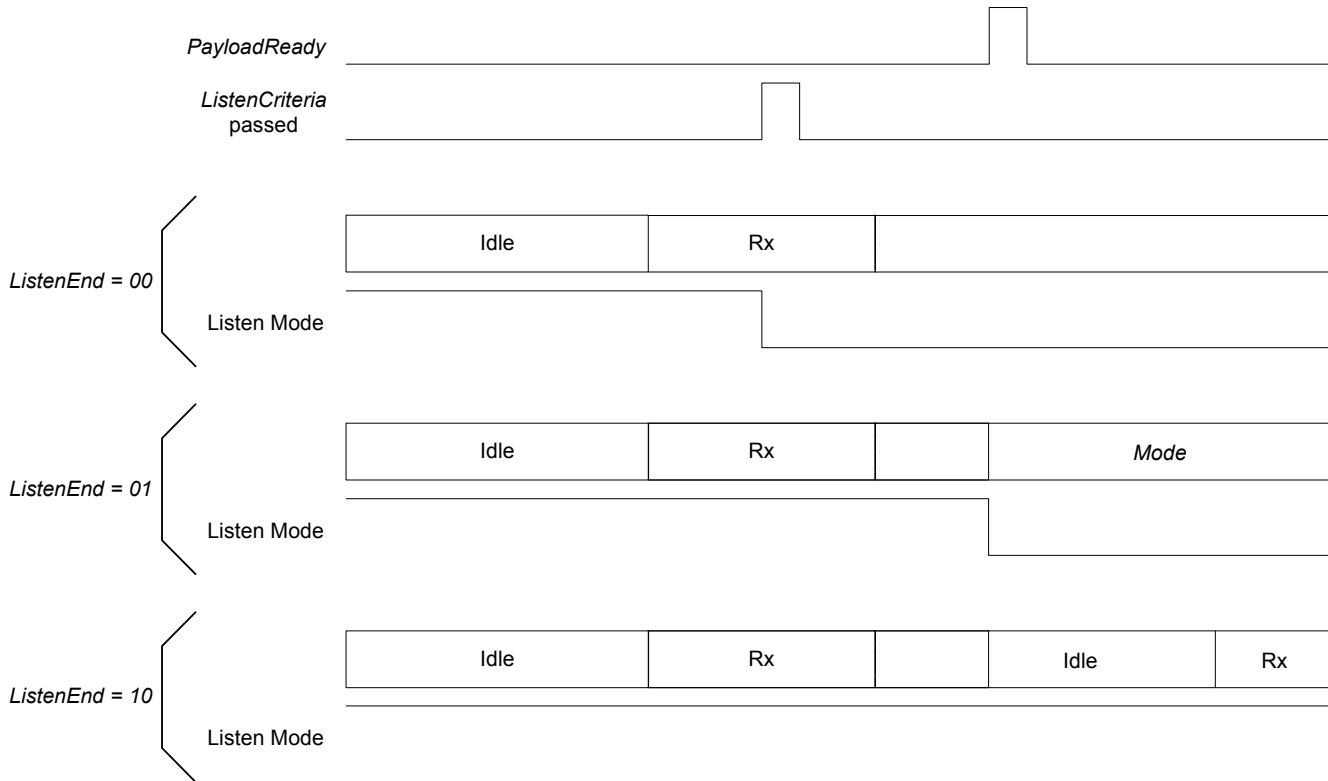 PayloadReady
ListenCriteria
passed
Idle
Rx
ListenEnd = 00
Listen Mode
Idle
Rx
Mode
ListenEnd = 01
Listen Mode
Idle
Rx
Idle
Rx
ListenEnd = 10
Listen Mode